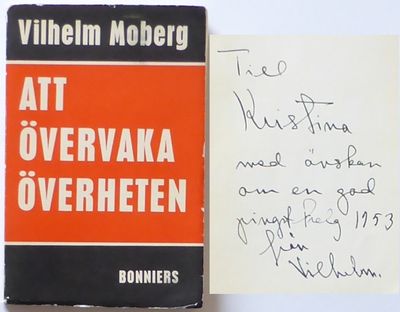 Vilhelm Moberg
ATT
ÖVERVAKA
ÖVERHETEN
BONNIERS
Till
Kristina
med önskan
om en god
pingsthelg 1953
från
Vilhelm.